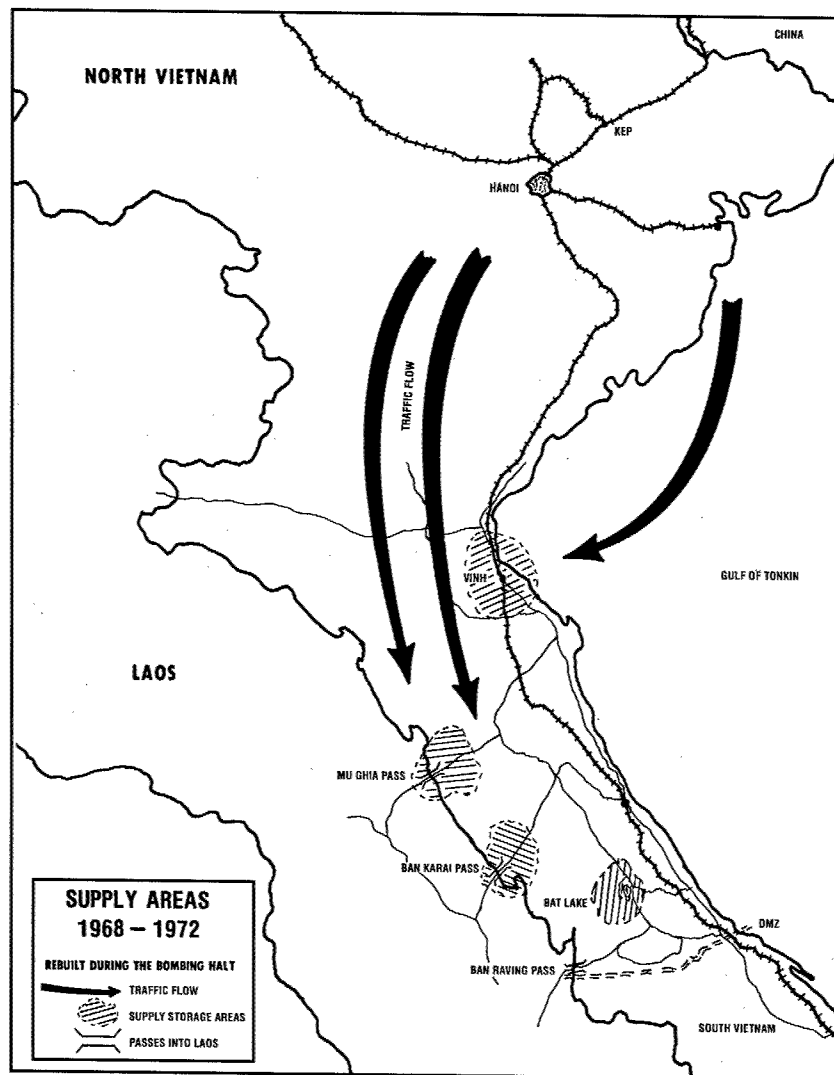 CHINA
NORTH VIETNAM
KEP
HANOI
TRAFFIC FLOW
VINH
GULF OF TONKIN
LAOS
MU GHIA PASS
BAN KARAI PASS
BAT LAKE
DMZ
BAN RAVING PASS
SOUTH VIETNAM
SUPPLY AREAS
1968 – 1972
REBUILT DURING THE BOMBING HALT
TRAFFIC FLOW
SUPPLY STORAGE AREAS
PASSES INTO LAOS